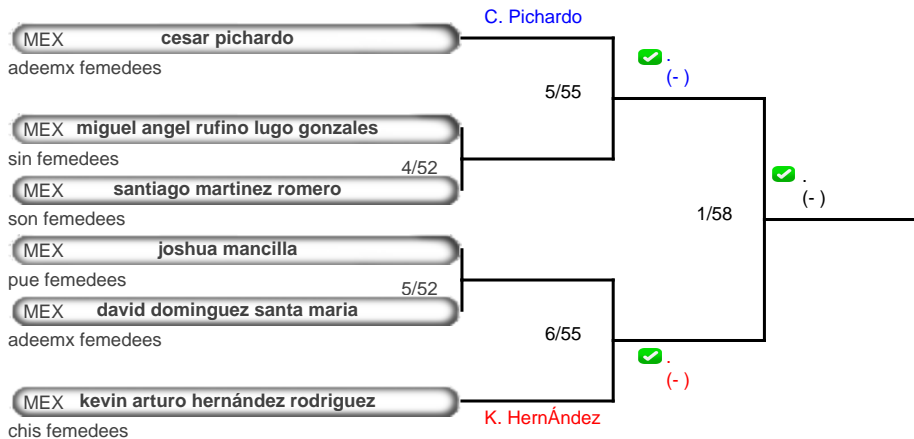 C. Pichardo
MEX cesar pichardo
adeemx femedees
.
(- )
5/55
MEX miguel angel rufino lugo gonzales
sin femedees
4/52
MEX santiago martinez romero
son femedees
.
(- )
1/58
MEX joshua mancilla
pue femedees
5/52
MEX david dominguez santa maria
adeemx femedees
6/55
.
(- )
MEX kevin arturo hernández rodriguez
K. HernÁndez
chis femedees